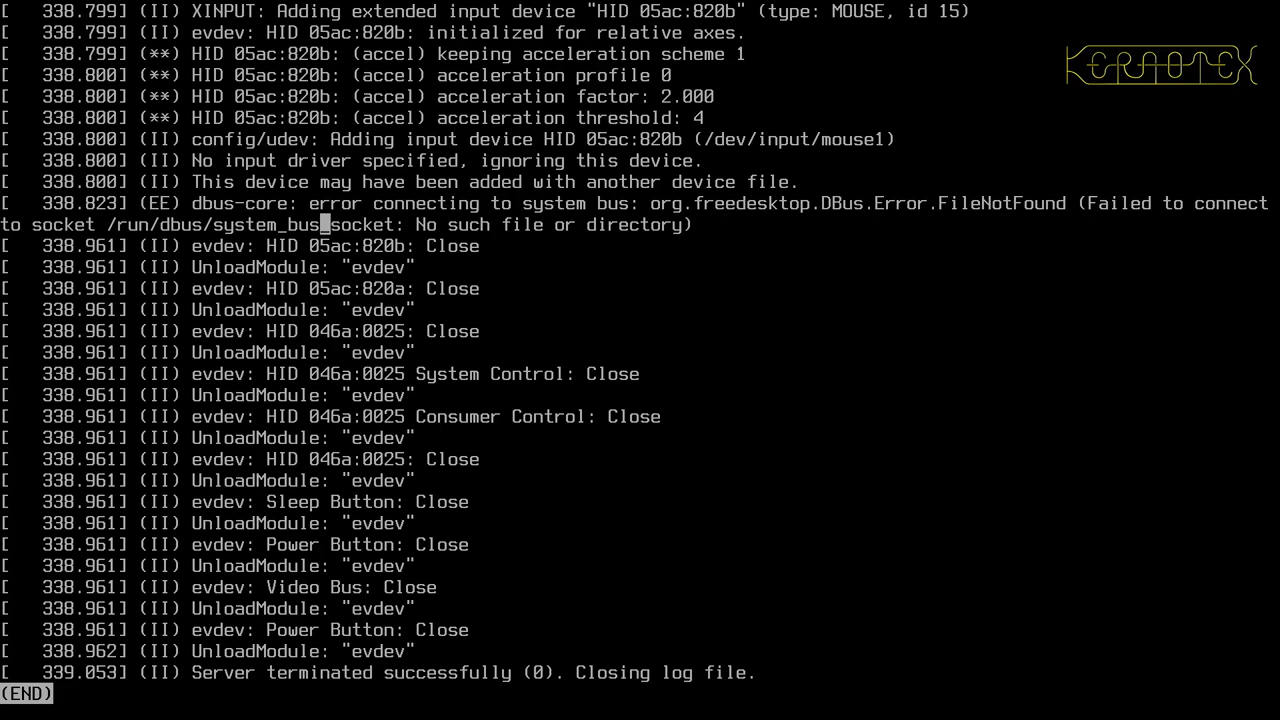 [   338.799] (II) XINPUT: Adding extended input device "HID 05ac:820b" (type: MOUSE, id 15)
[   338.799] (II) evdev: HID 05ac:820b: initialized for relative axes.
[   338.799] (**) HID 05ac:820b: (accel) keeping acceleration scheme 1
[   338.800] (**) HID 05ac:820b: (accel) acceleration profile 0
[   338.800] (**) HID 05ac:820b: (accel) acceleration factor: 2.000
[   338.800] (**) HID 05ac:820b: (accel) acceleration threshold: 4
[   338.800] (II) config/udev: Adding input device HID 05ac:820b (/dev/input/mouse1)
[   338.800] (II) No input driver specified, ignoring this device.
[   338.800] (II) This device may have been added with another device file.
[   338.823] (EE) dbus-core: error connecting to system bus: org.freedesktop.DBus.Error.FileNotFound (Failed to connect
to socket /run/dbus/system_bus socket: No such file or directory)
[   338.961] (II) evdev: HID 05ac:820b: Close
[   338.961] (II) UnloadModule: "evdev"
[   338.961] (II) evdev: HID 05ac:820a: Close
[   338.961] (II) UnloadModule: "evdev"
[   338.961] (II) evdev: HID 046a:0025: Close
[   338.961] (II) UnloadModule: "evdev"
[   338.961] (II) evdev: HID 046a:0025 System Control: Close
[   338.961] (II) UnloadModule: "evdev"
[   338.961] (II) evdev: HID 046a:0025 Consumer Control: Close
[   338.961] (II) UnloadModule: "evdev"
[   338.961] (II) evdev: HID 046a:0025: Close
[   338.961] (II) UnloadModule: "evdev"
[   338.961] (II) evdev: Sleep Button: Close
[   338.961] (II) UnloadModule: "evdev"
[   338.961] (II) evdev: Power Button: Close
[   338.961] (II) UnloadModule: "evdev"
[   338.961] (II) evdev: Video Bus: Close
[   338.961] (II) UnloadModule: "evdev"
[   338.961] (II) evdev: Power Button: Close
[   338.962] (II) UnloadModule: "evdev"
[   339.053] (II) Server terminated successfully (0). Closing log file.
(END)